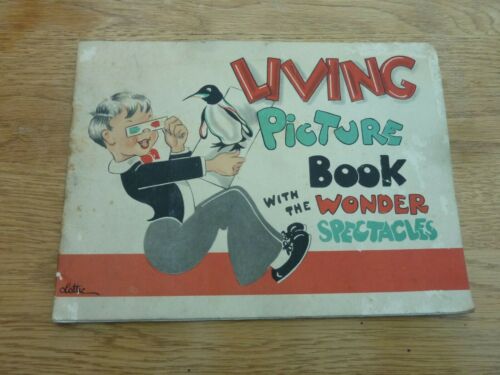 LIVING
PiCTURE
BOOK
WITH THE WONDER
SPECTACLES